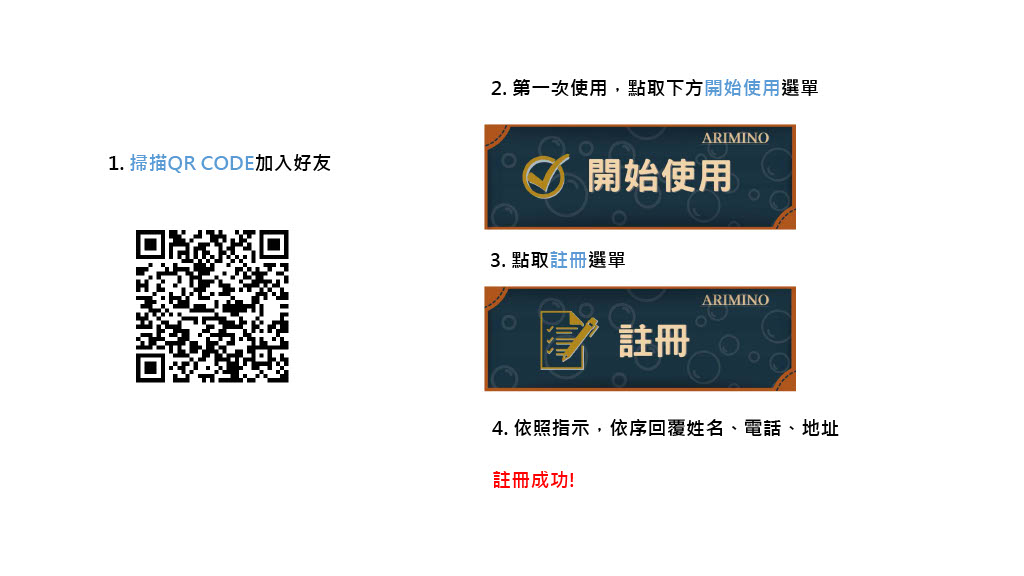 1. 掃描QR CODE加入好友
2. 第一次使用，點取下方開始使用選單
ARIMINO
開始使用
3. 點取註冊選單
ARIMINO
註冊
4. 依照指示，依序回覆姓名、電話、地址
註冊成功!